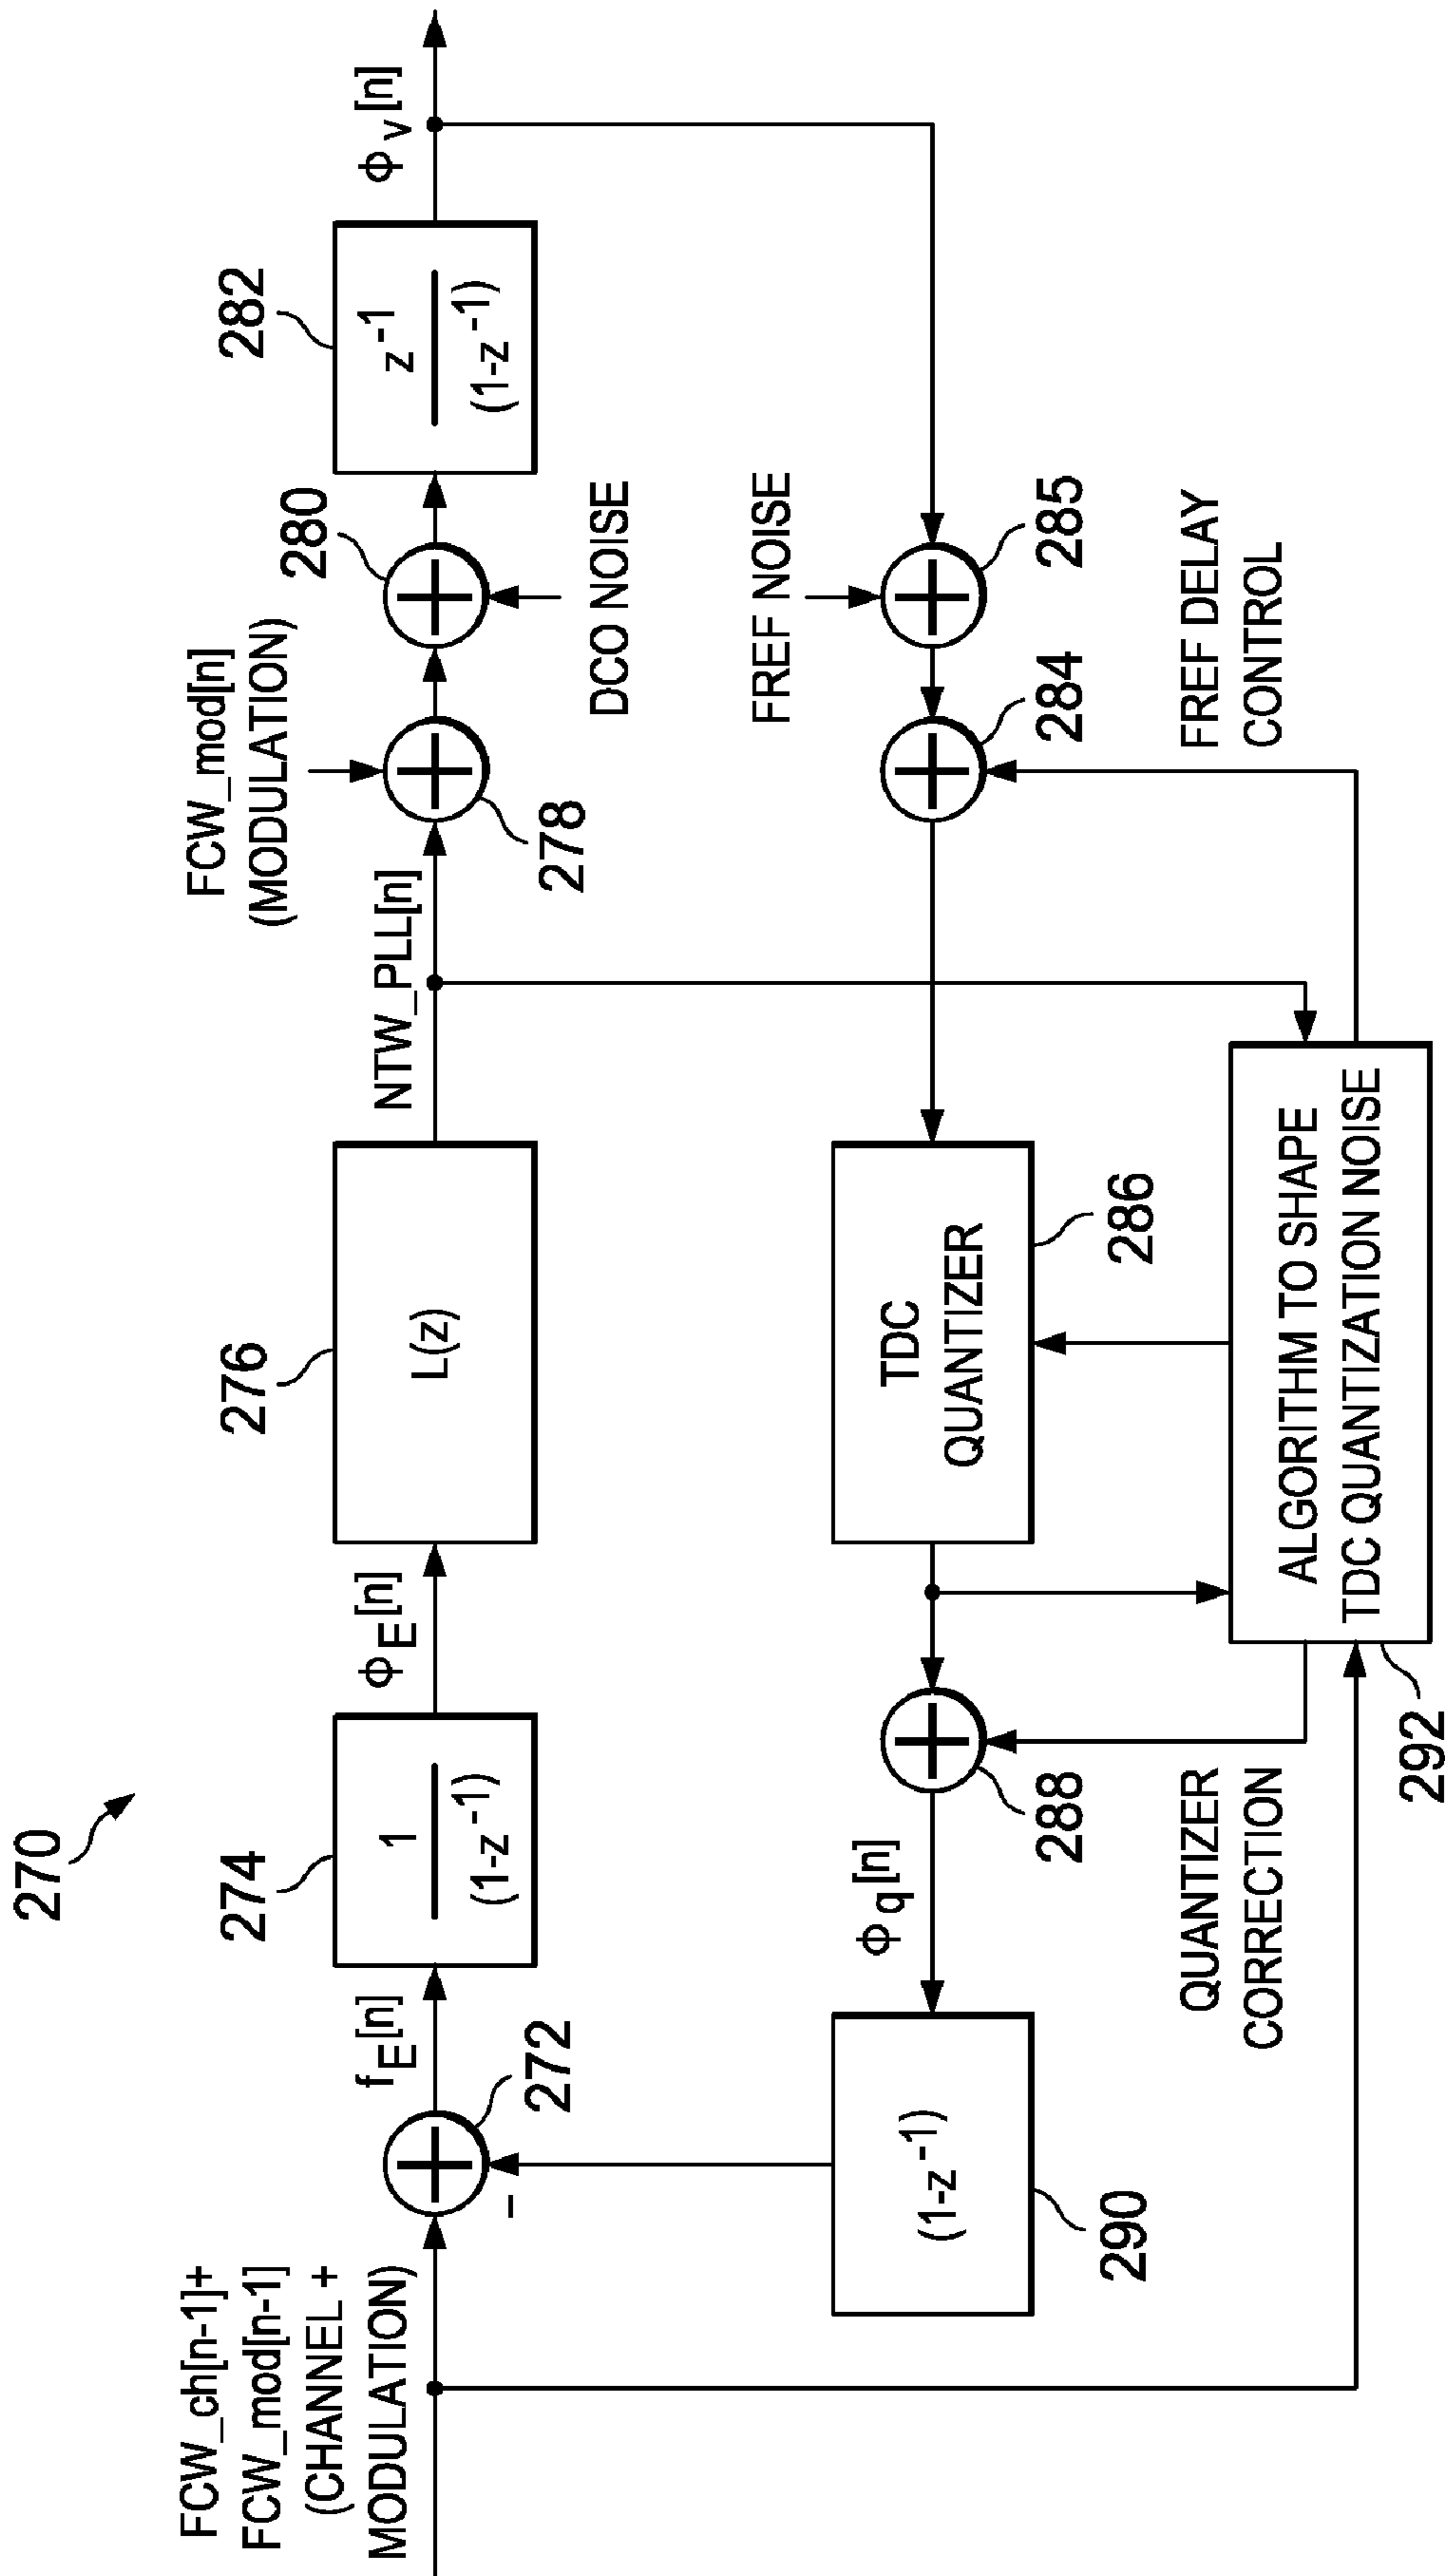 270
FCW_ch[n-1]+
FCW_mod[n-1]
(CHANNEL +
MODULATION)
272
-
f_E[n]
274
1
(1-z^-1)
ϕ_E[n]
276
L(z)
NTW_PLL[n]
FCW_mod[n]
(MODULATION)
278
280
DCO NOISE
282
z^-1
(1-z^-1)
ϕ_V[n]
FREF NOISE
285
284
FREF DELAY
CONTROL
TDC
QUANTIZER
286
288
QUANTIZER
CORRECTION
ϕ_q[n]
(1-z^-1)
290
ALGORITHM TO SHAPE
TDC QUANTIZATION NOISE
292